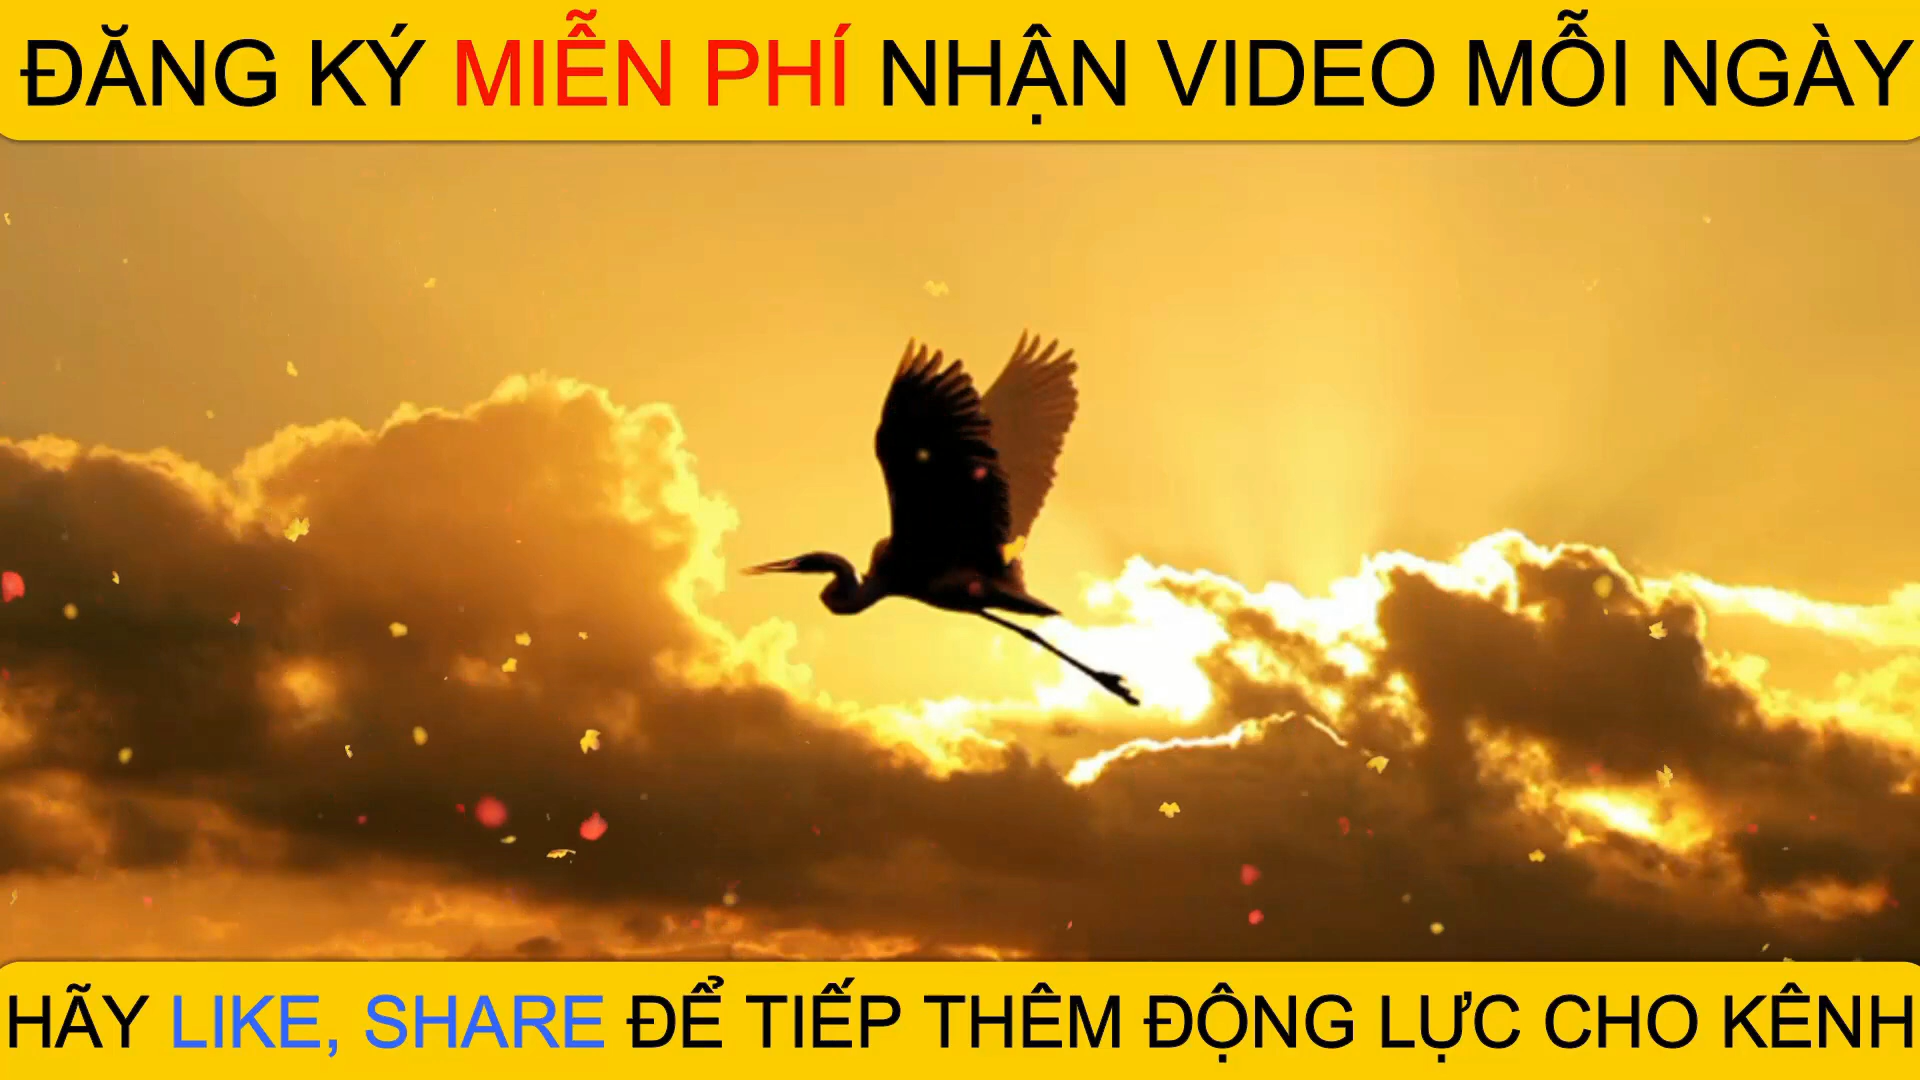 ĐĂNG KÝ MIỄN PHÍ NHẬN VIDEO MỖI NGÀY
HÃY LIKE, SHARE ĐỂ TIẾP THÊM ĐỘNG LỰC CHO KÊNH